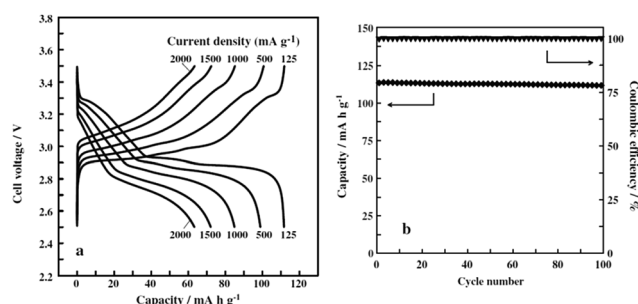 3.8
3.6
3.4
3.2
3.0
2.8
2.6
2.4
2.2
Cell voltage / V
Current density (mA g-1)
2000 1500 1000 500 125
2000 1500 1000 500 125
a
0 20 40 60 80 100 120
Capacity / mA h g-1
150
135
110
115
75
50
25
0
Capacity / mA h g-1
100
75
50
25
0
Coulombic efficiency / %
b
0 20 40 60 80 100
Cycle number